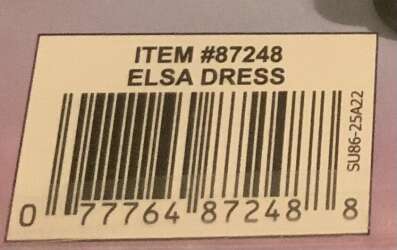 ITEM #87248
ELSA DRESS
SU86-25A22
0 77764 87248 8